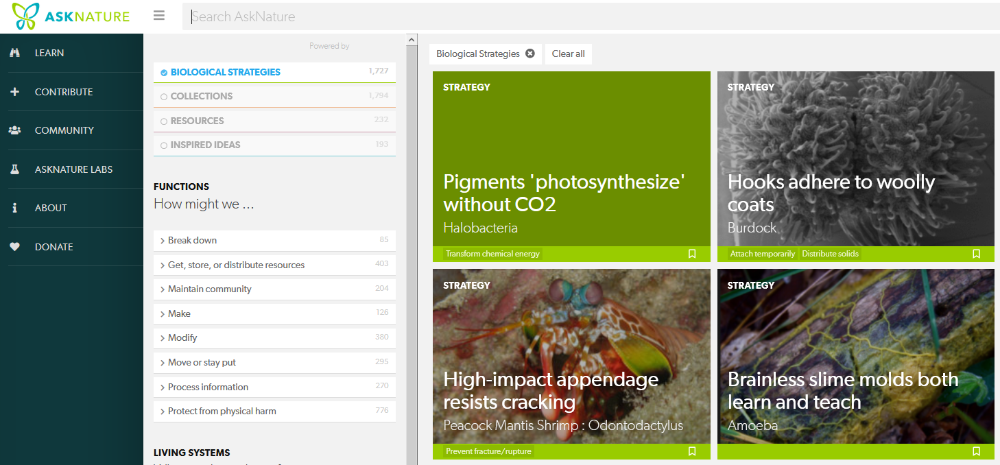 ASKNATURE
Search AskNature
LEARN
CONTRIBUTE
COMMUNITY
ASKNATURE LABS
ABOUT
DONATE
Powered by
BIOLOGICAL STRATEGIES 1,727
COLLECTIONS 1,794
RESOURCES 232
INSPIRED IDEAS 193
FUNCTIONS
How might we ...
Break down 85
Get, store, or distribute resources 403
Maintain community 204
Make 126
Modify 380
Move or stay put 295
Process information 270
Protect from physical harm 776
LIVING SYSTEMS
Biological Strategies
Clear all
STRATEGY
Pigments 'photosynthesize'
without CO2
Halobacteria
Transform chemical energy
STRATEGY
Hooks adhere to woolly
coats
Burdock
Attach temporarily Distribute solids
STRATEGY
High-impact appendage
resists cracking
Peacock Mantis Shrimp : Odontodactylus
Prevent fracture/rupture
STRATEGY
Brainless slime molds both
learn and teach
Amoeba